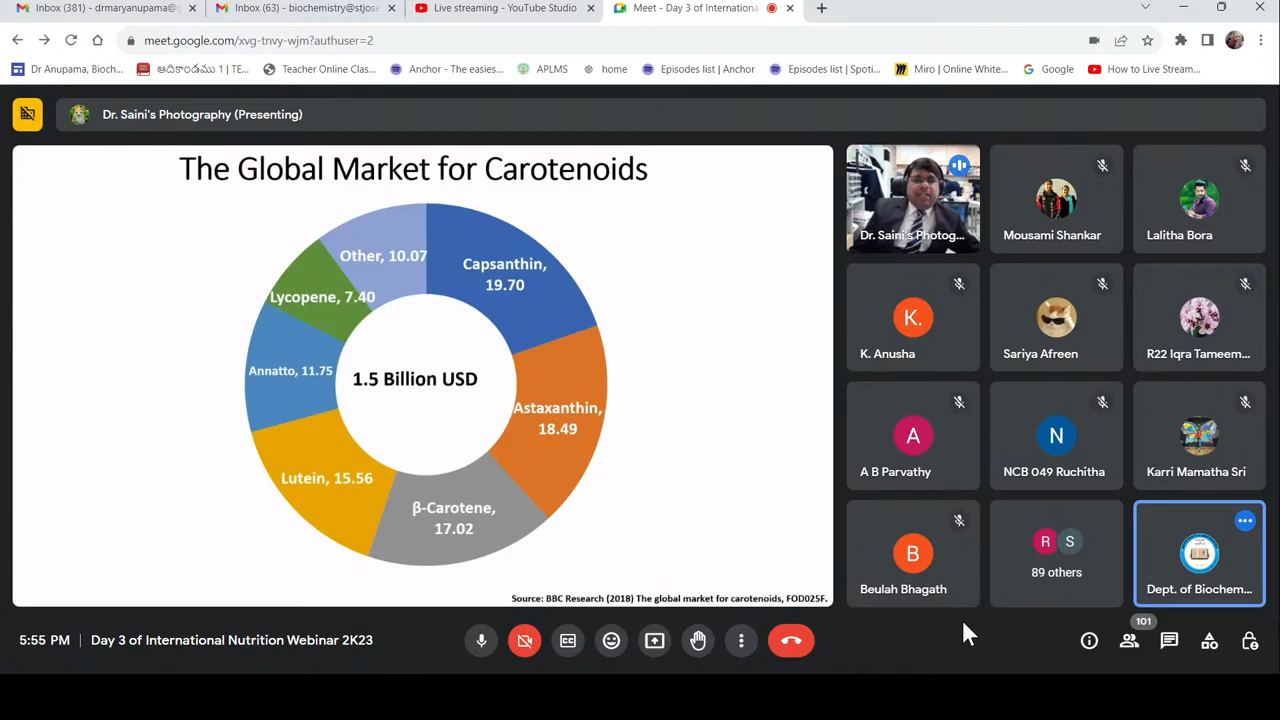 Inbox (381) - drmaryanupama@g
Inbox (63) - biochemistry@stjose
Live streaming - YouTube Studio
Meet - Day 3 of Internationa
meet.google.com/xvg-tnvy-wjm?authuser=2
Dr Anupama, Bioch...
ఆదికాండము 1 | TE...
Teacher Online Clas...
Anchor - The easies...
APLMS
home
Episodes list | Anchor
Episodes list | Spoti...
Miro | Online White...
Google
How to Live Stream...
Dr. Saini's Photography (Presenting)
The Global Market for Carotenoids
Other, 10.07
Capsanthin,
19.70
Lycopene, 7.40
Annatto, 11.75
1.5 Billion USD
Astaxanthin,
18.49
Lutein, 15.56
β-Carotene,
17.02
Source: BBC Research (2018) The global market for carotenoids, FOD025F.
Dr. Saini's Photog...
Mousami Shankar
Lalitha Bora
K.
K. Anusha
Sariya Afreen
R22 Iqra Tameem...
A
A B Parvathy
N
NCB 049 Ruchitha
Karri Mamatha Sri
B
Beulah Bhagath
R
S
89 others
Dept. of Biochem...
5:55 PM
Day 3 of International Nutrition Webinar 2K23
101